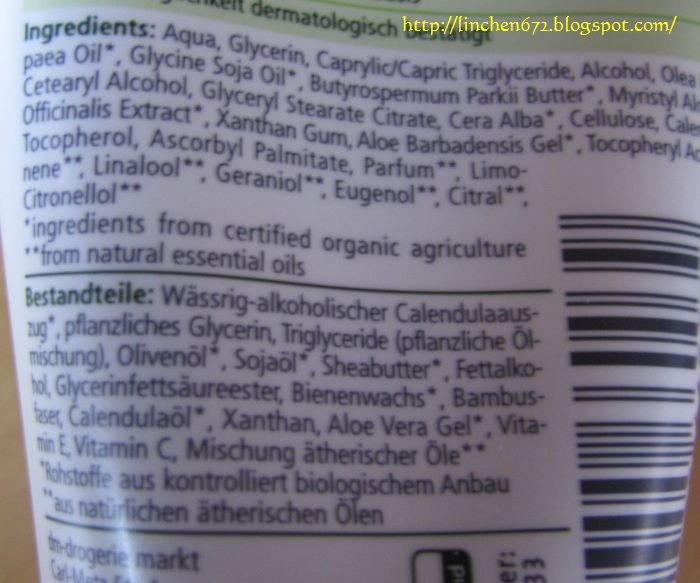 dermatologisch bestätigt
http://linchen672.blogspot.com/
Ingredients: Aqua, Glycerin, Caprylic/Capric Triglyceride, Alcohol, Olea
paea Oil*, Glycine Soja Oil*, Butyrospermum Parkii Butter*, Myristyl
Cetearyl Alcohol, Glyceryl Stearate Citrate, Cera Alba*, Cellulose,
Officinalis Extract*, Xanthan Gum, Aloe Barbadensis Gel*, Tocopheryl
Tocopherol, Ascorbyl Palmitate, Parfum**, Limo-
nene**, Linalool**, Geraniol**, Eugenol**, Citral**,
Citronellol**
*ingredients from certified organic agriculture
**from natural essential oils
Bestandteile: Wässrig-alkoholischer Calendulaaus-
zug*, pflanzliches Glycerin, Triglyceride (pflanzliche Öl-
mischung), Olivenöl*, Sojaöl*, Sheabutter*, Fettalko-
hol, Glycerinfettsäureester, Bienenwachs*, Bambus-
faser, Calendulaöl*, Xanthan, Aloe Vera Gel*, Vita-
min E, Vitamin C, Mischung ätherischer Öle**
*Rohstoffe aus kontrolliert biologischem Anbau
**aus natürlichen ätherischen Ölen
dm-drogerie markt
33